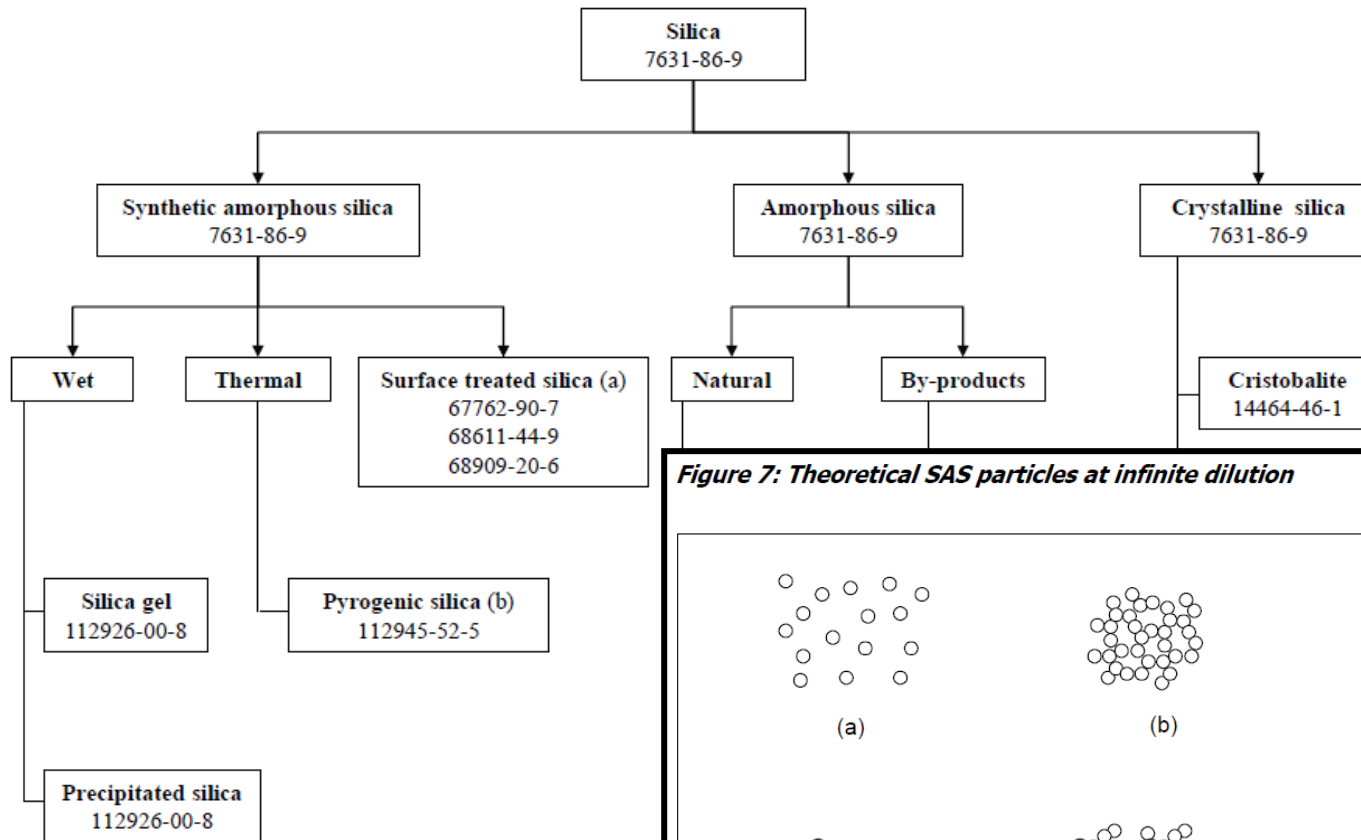 Silica
7631-86-9
Synthetic amorphous silica
7631-86-9
Amorphous silica
7631-86-9
Crystalline silica
7631-86-9
Wet
Thermal
Surface treated silica (a)
67762-90-7
68611-44-9
68909-20-6
Natural
By-products
Cristobalite
14464-46-1
Silica gel
112926-00-8
Pyrogenic silica (b)
112945-52-5
Precipitated silica
112926-00-8
Figure 7: Theoretical SAS particles at infinite dilution
(a)
(b)